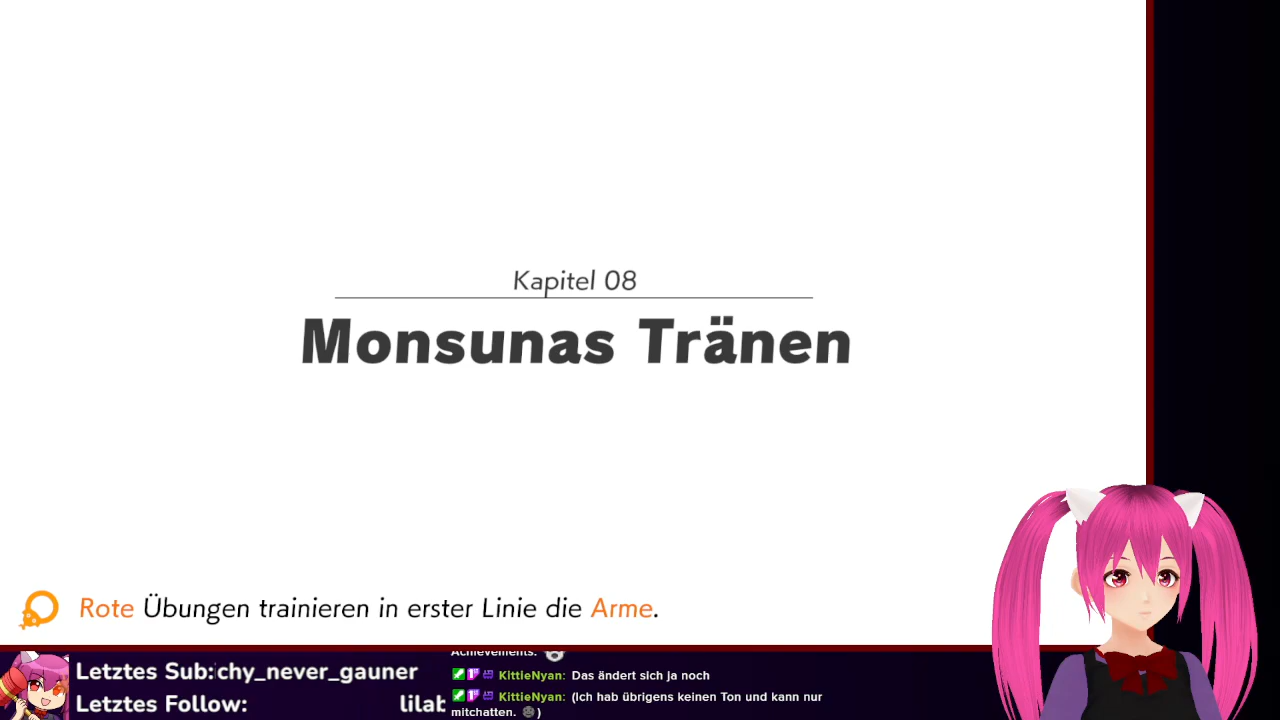 Kapitel 08
Monsunas Tränen
Rote Übungen trainieren in erster Linie die Arme.
Letztes Sub:chy_never_gauner
Letztes Follow: lilab
Achievements.
KittieNyan: Das ändert sich ja noch
KittieNyan: (Ich hab übrigens keinen Ton und kann nur
mitchatten. )